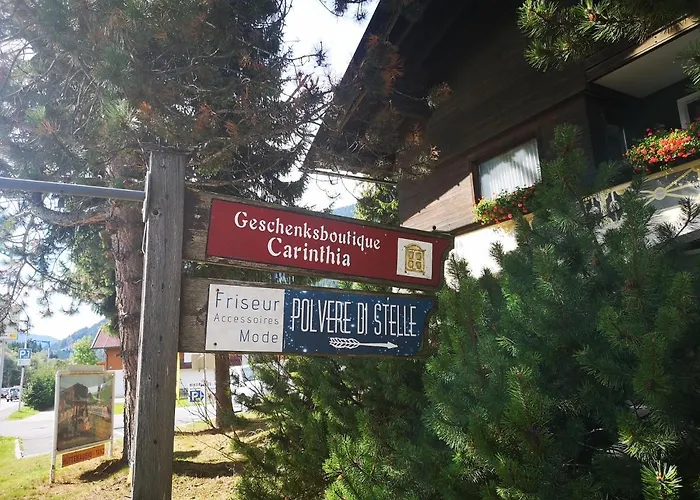 Geschenksboutique
Carinthia
Friseur
Accessoires
Mode
POLVERE DI STELLE
P
P